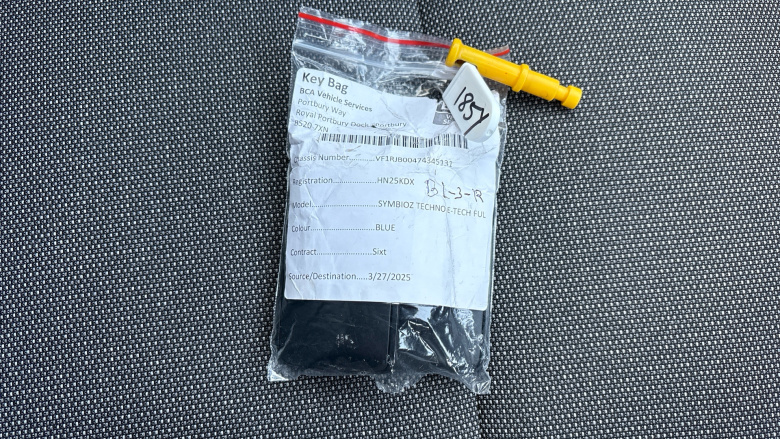 Key Bag
BCA Vehicle Services
Portbury Way
Royal Portbury Dock, Portbury
BS20 7XN
Chassis Number..........VF1RJB00474345132
Registration....................HN25KDX
BL-3-R
Model..........................SYMBIOZ TECHNO E-TECH FUL
Colour..........................BLUE
Contract.......................Sixt
Source/Destination.....3/27/2025
185Y